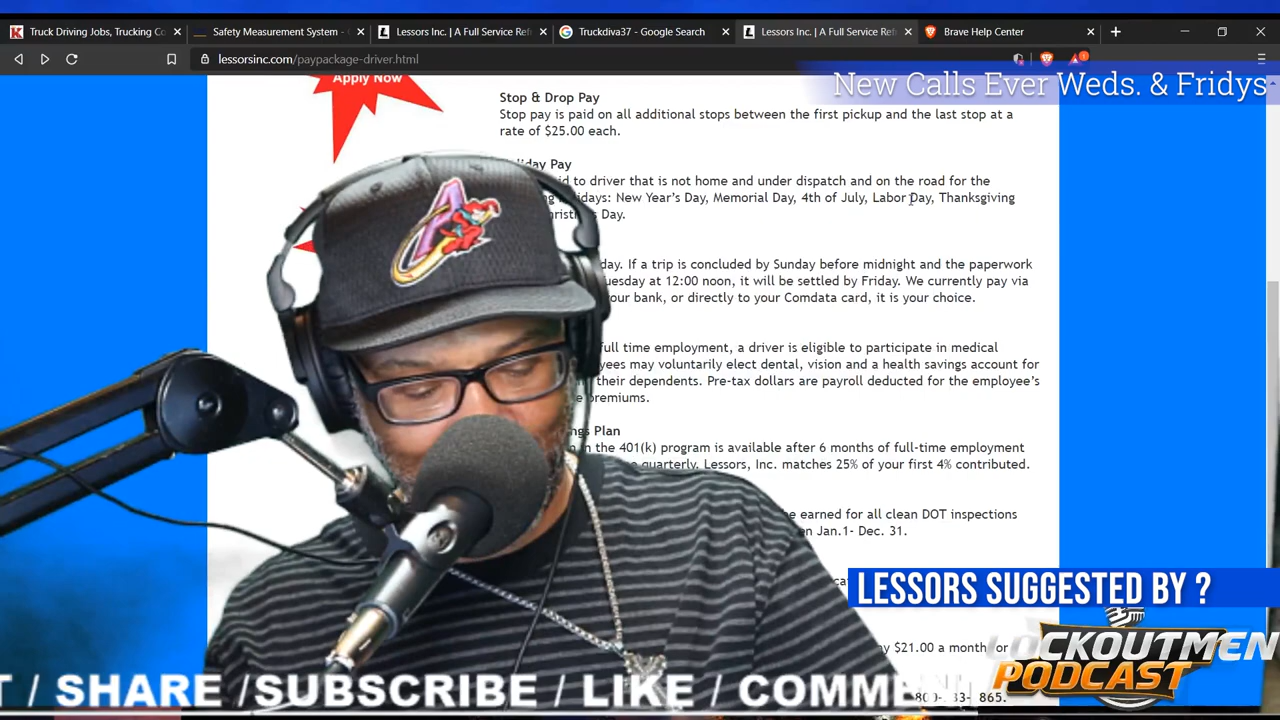 Truck Driving Jobs, Trucking Co
Safety Measurement System -
Lessors Inc. | A Full Service Ref
Truckdiva37 - Google Search
Lessors Inc. | A Full Service Ref
Brave Help Center
lessorsinc.com/paypackage-driver.html
New Calls Ever Weds. & Fridys
Apply Now
Stop & Drop Pay
Stop pay is paid on all additional stops between the first pickup and the last stop at a
rate of $25.00 each.
Pay
to driver that is not home and under dispatch and on the road for the
New Year's Day, Memorial Day, 4th of July, Labor Day, Thanksgiving
Day.
day. If a trip is concluded by Sunday before midnight and the paperwork
at 12:00 noon, it will be settled by Friday. We currently pay via
your bank, or directly to your Comdata card, it is your choice.
full time employment, a driver is eligible to participate in medical
may voluntarily elect dental, vision and a health savings account for
their dependents. Pre-tax dollars are payroll deducted for the employee's
premiums.
Plan
in the 401(k) program is available after 6 months of full-time employment
quarterly. Lessors, Inc. matches 25% of your first 4% contributed.
be earned for all clean DOT inspections
Jan.1- Dec. 31.
LESSORS SUGGESTED BY ?
$21.00 a month for
LOCKOUTMEN
PODCAST
/ SHARE /SUBSCRIBE / LIKE / COMMENT